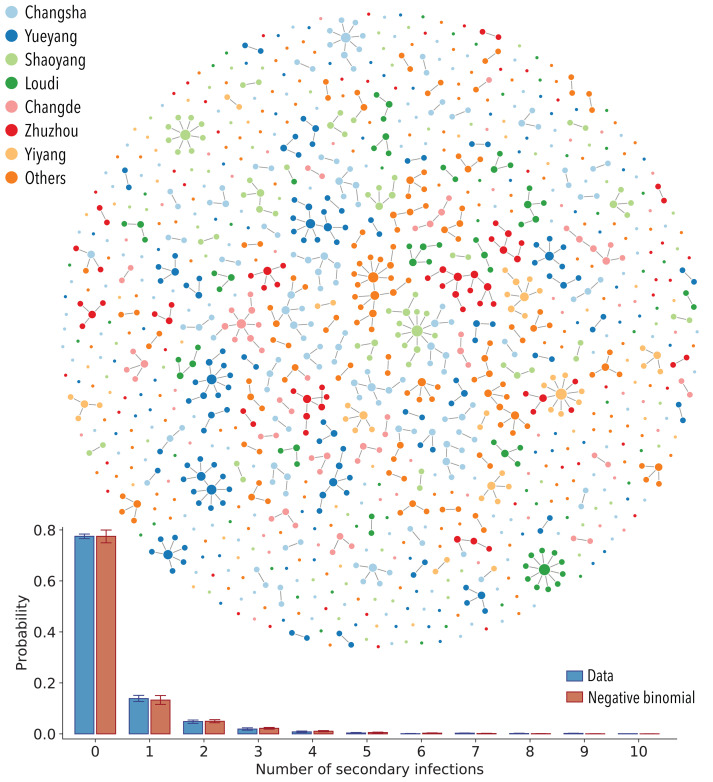 Changsha
Yueyang
Shaoyang
Loudi
Changde
Zhuzhou
Yiyang
Others
0.8
0.6
0.4
0.2
0.0
Probability
Data
Negative binomial
0 1 2 3 4 5 6 7 8 9 10
Number of secondary infections